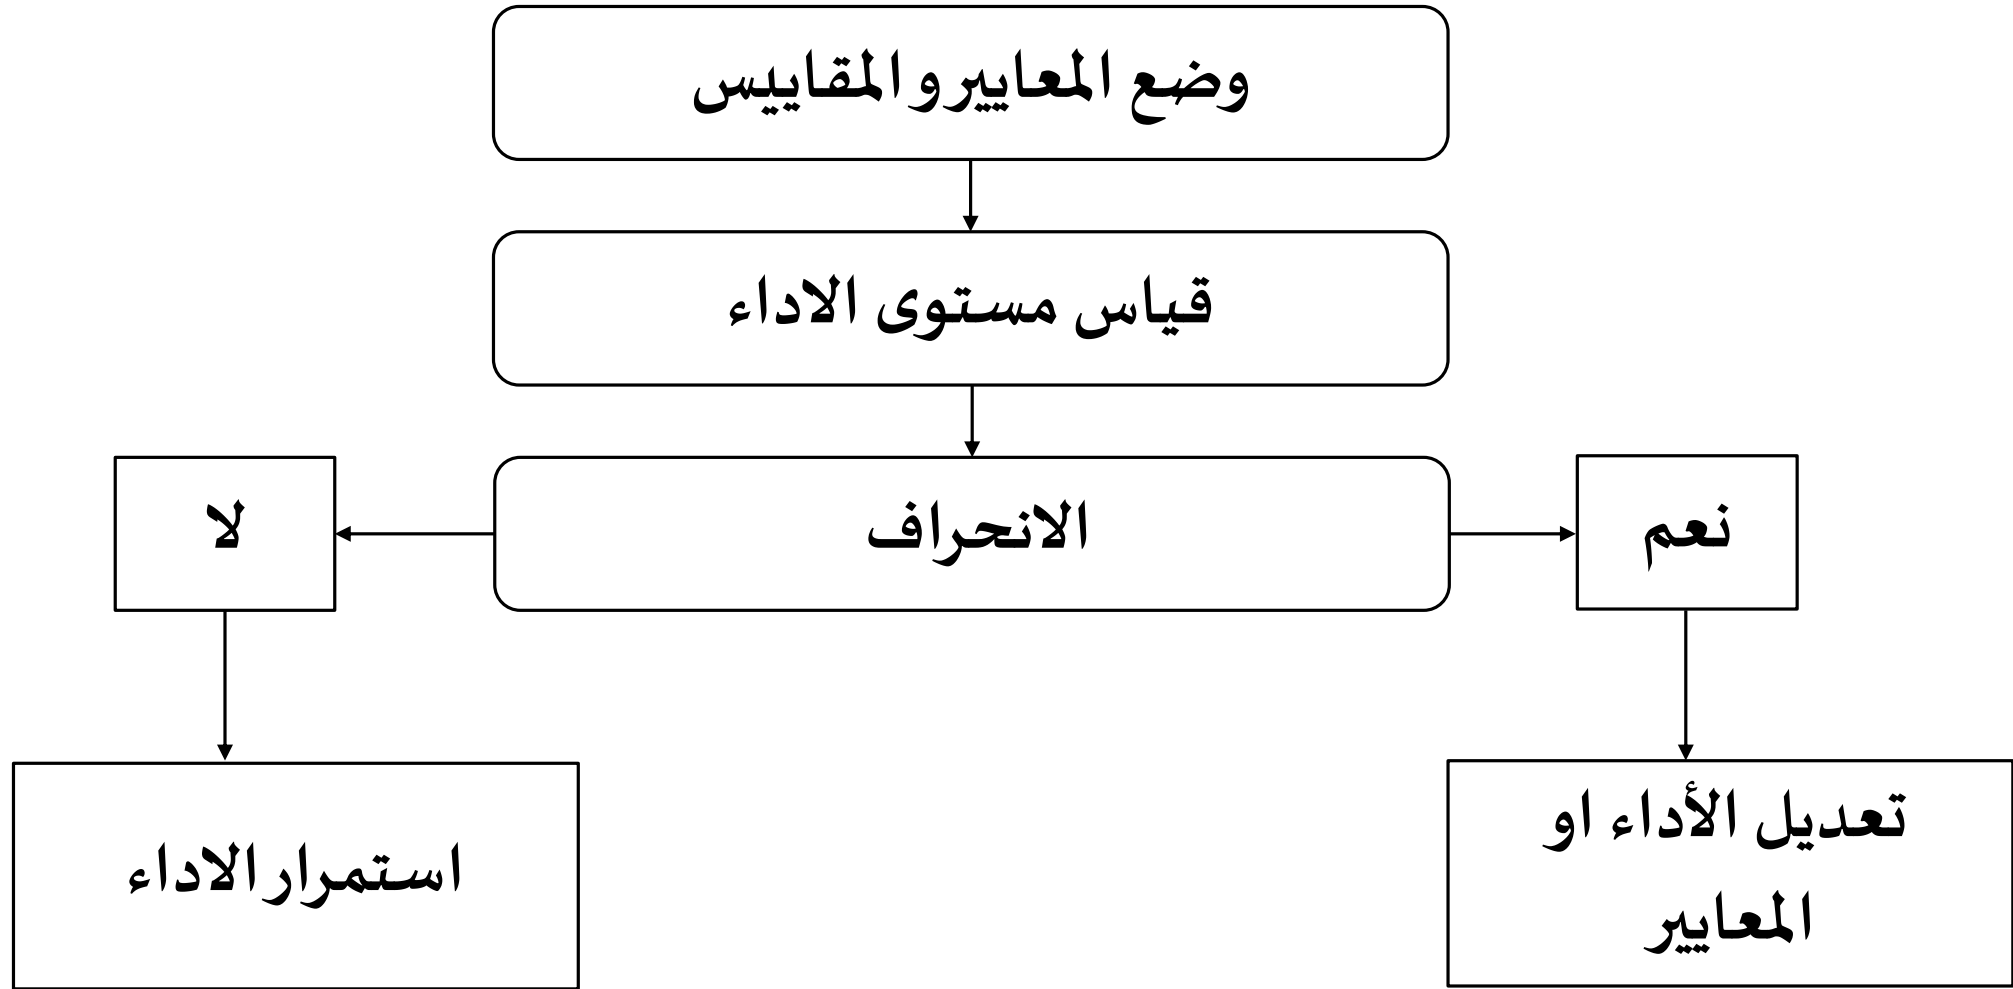 وضع المعايير و المقاييس
قياس مستوى الاداء
نعم
الانحراف
لا
تعديل الأداء او
المعايير
استمرار الاداء